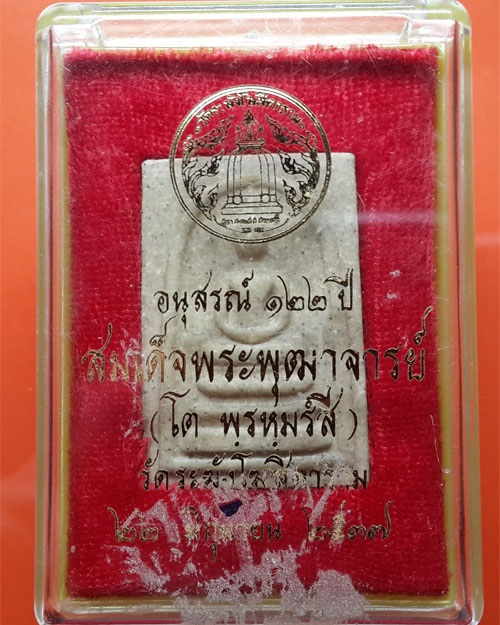 อนุสรณ์ ๑๒๒ ปี
สมเด็จพระพุฒาจารย์
(โต พฺรหฺมรํสี)
วัดระฆังโฆสิตาราม
๒๒ มิถุนายน ๒๕๓๗